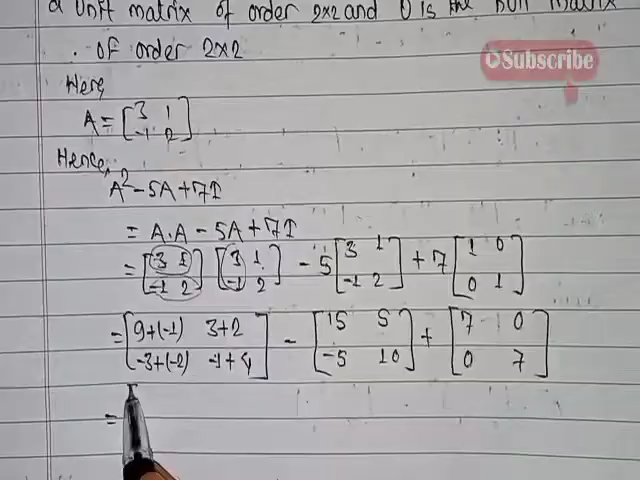 a unit matrix of order 2x2 and O is the null matrix
of order 2x2
Subscribe
Here,
A = [3 1; -1 2]
Hence,
A² - 5A + 7I
= A.A - 5A + 7I
= [3 1; -1 2] [3 1; -1 2] - 5 [3 1; -1 2] + 7 [1 0; 0 1]
= [9+(-1) 3+2; -3+(-2) -1+4] - [15 5; -5 10] + [7 0; 0 7]
=